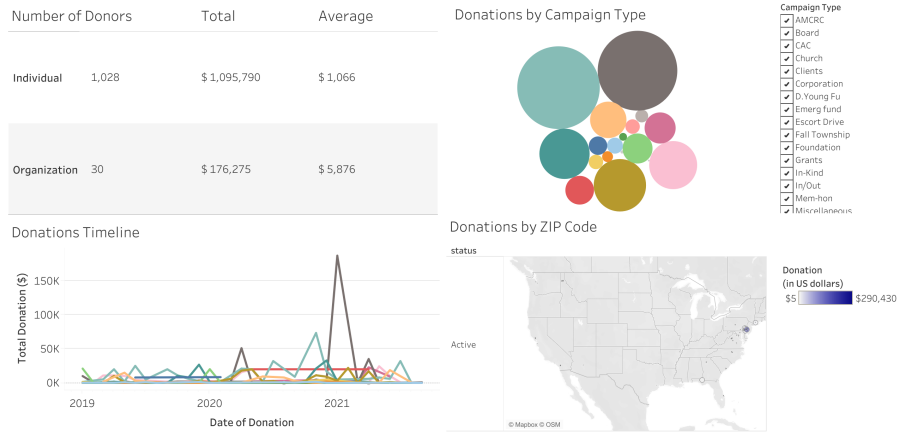 Number of Donors Total Average
Individual 1,028 $ 1,095,790 $ 1,066
Organization 30 $ 176,275 $ 5,876
Donations by Campaign Type
Campaign Type
AMCRC
Board
CAC
Church
Clients
Corporation
D.Young Fu
Emerg fund
Escort Drive
Fall Township
Foundation
Grants
In-Kind
In/Out
Mem-hon
Miscellaneous
Donations Timeline
Total Donation ($)
150K
100K
50K
0K
2019 2020 2021
Date of Donation
Donations by ZIP Code
status
Active
© Mapbox © OSM
Donation
(in US dollars)
$5 $290,430